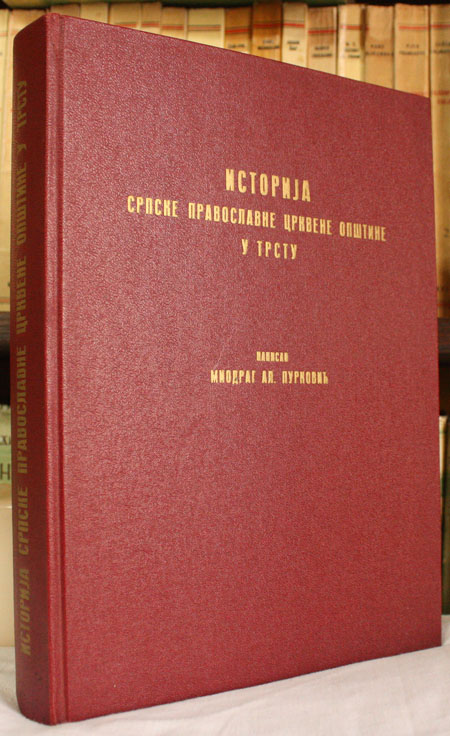 ИСТОРИЈА
СРПСКЕ ПРАВОСЛАВНЕ ЦРКВЕНЕ ОПШТИНЕ
У ТРСТУ
НАПИСАО
МИОДРАГ АЛ. ПУРКОВИЋ
ИСТОРИЈА СРПСКЕ ПРАВОСЛАВНЕ ЦРКВЕНЕ ОПШТИНЕ У ТРСТУ